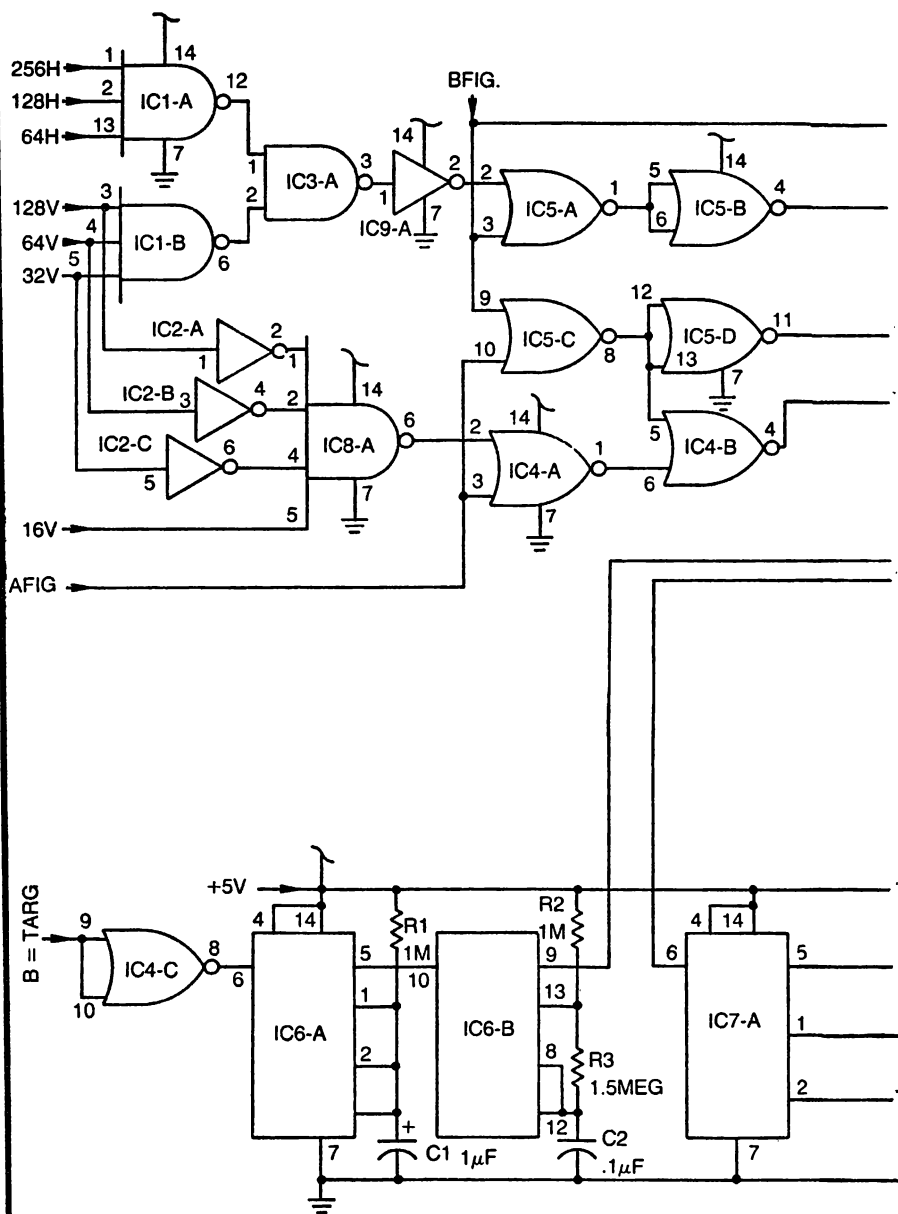 256H 1 14 12
128H 2 IC1-A
64H 13 7
BFIG.
14
1 IC3-A 3 1 2 7 IC9-A
2
2 IC5-A 1 5 14 IC5-B 4
3 6
128V 3
64V 4 IC1-B 6
32V 5
9 IC5-C 8 12 IC5-D 11
10 13 7
IC2-A 1 2 1
IC2-B 3 4 2 14 IC8-A 6
IC2-C 5 6 4 7
16V 5
2 14 IC4-A 1 5 IC4-B 4
3 7 6
AFIG
+5V
B = TARG 9 IC4-C 8
10
4 14
6 IC6-A 5
1
2
7
R1
1M
10 IC6-B 9
13
8
12
R2
1M
R3
1.5MEG
+
C1 1µF
C2
.1µF
4 14
6 IC7-A 5
1
2
7